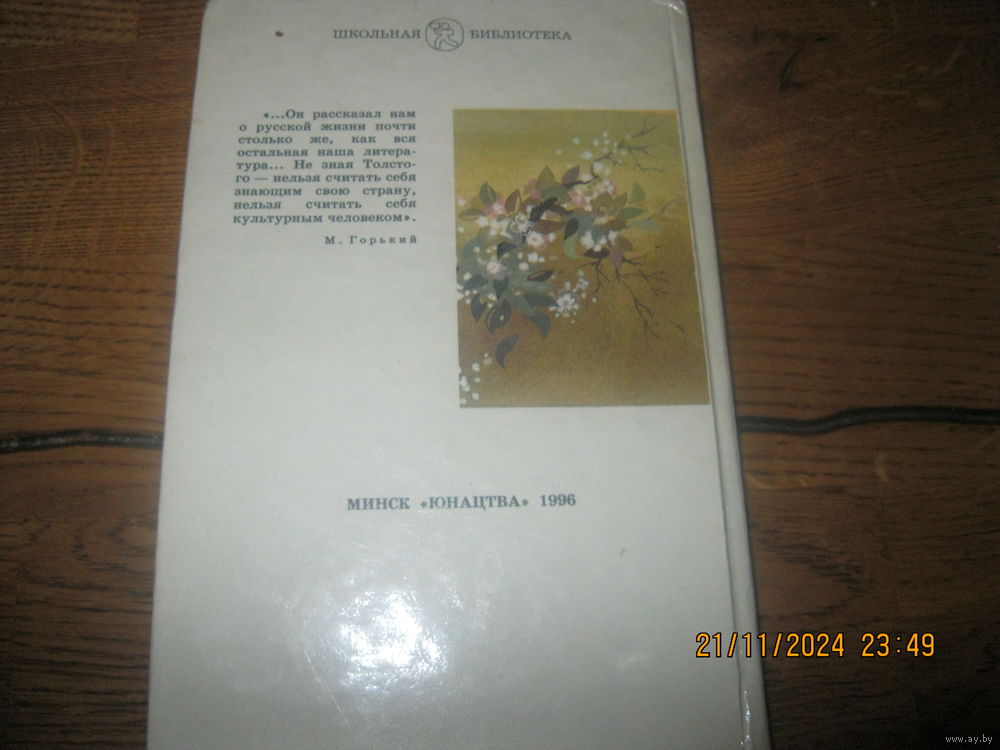 ШКОЛЬНАЯ БИБЛИОТЕКА
«...Он рассказал нам
о русской жизни почти
столько же, как вся
остальная наша литера-
тура... Не зная Толсто-
го — нельзя считать себя
знающим свою страну,
нельзя считать себя
культурным человеком».
М. Горький
МИНСК «ЮНАЦТВА» 1996
21/11/2024 23:49
www.ay.by